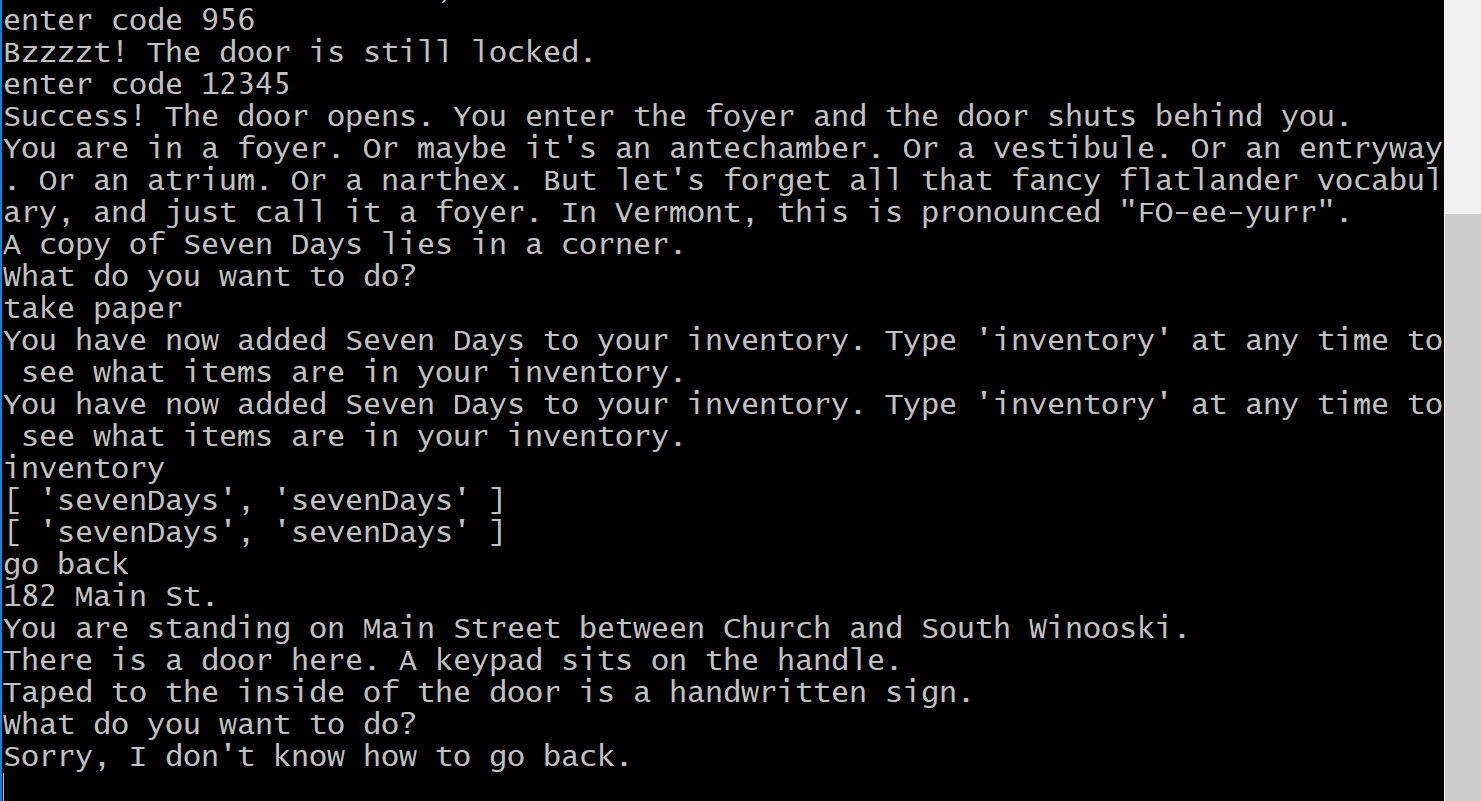 enter code 956
Bzzzzt! The door is still locked.
enter code 12345
Success! The door opens. You enter the foyer and the door shuts behind you.
You are in a foyer. Or maybe it's an antechamber. Or a vestibule. Or an entryway
. Or an atrium. Or a narthex. But let's forget all that fancy flatlander vocabul
ary, and just call it a foyer. In Vermont, this is pronounced "FO-ee-yurr".
A copy of Seven Days lies in a corner.
What do you want to do?
take paper
You have now added Seven Days to your inventory. Type 'inventory' at any time to
 see what items are in your inventory.
You have now added Seven Days to your inventory. Type 'inventory' at any time to
 see what items are in your inventory.
inventory
[ 'sevenDays', 'sevenDays' ]
[ 'sevenDays', 'sevenDays' ]
go back
182 Main St.
You are standing on Main Street between Church and South Winooski.
There is a door here. A keypad sits on the handle.
Taped to the inside of the door is a handwritten sign.
What do you want to do?
Sorry, I don't know how to go back.